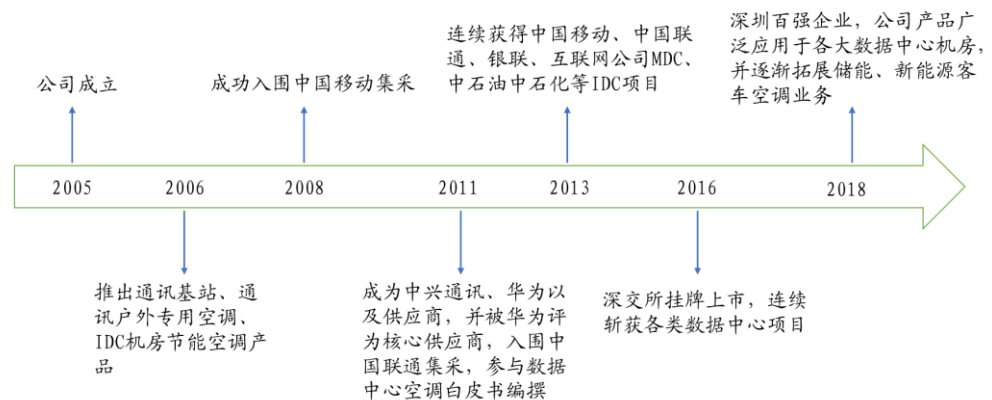 公司成立
成功入围中国移动集采
连续获得中国移动、中国联
通、银联、互联网公司MDC、
中石油中石化等IDC项目
深圳百强企业，公司产品广
泛应用于各大数据中心机房，
并逐渐拓展储能、新能源客
车空调业务
2005
2006
2008
2011
2013
2016
2018
推出通讯基站、通
讯户外专用空调、
IDC机房节能空调产
品
成为中兴通讯、华为以
及供应商，并被华为评
为核心供应商，入围中
国联通集采，参与数据
中心空调白皮书编撰
深交所挂牌上市，连续
斩获各类数据中心项目